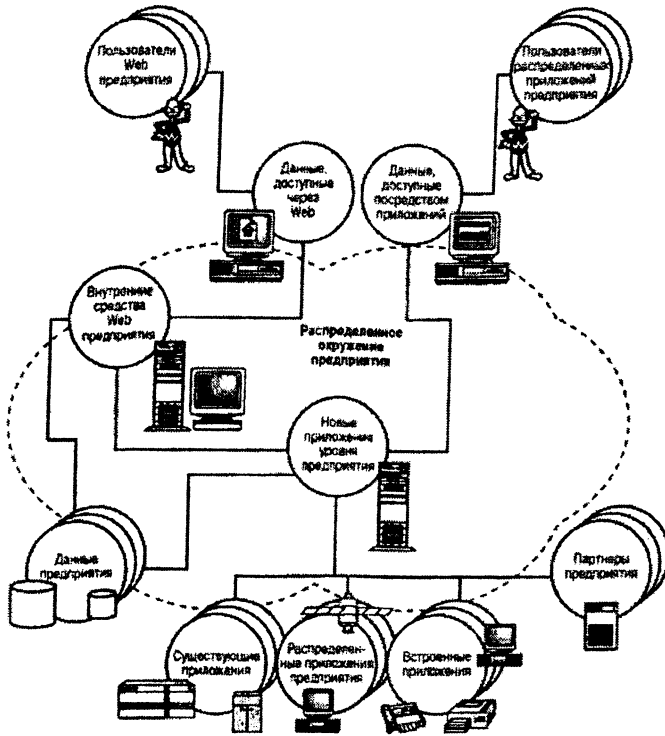 Пользователи
Web
предприятия
Пользователи
распределенных
приложений
предприятия
Данные,
доступные
через
Web
Данные,
доступные
посредством
приложений
Внутренние
средства
Web
предприятия
Распределенное
окружение
предприятия
Новые
приложения
уровня
предприятия
Данные
предприятия
Партнеры
предприятия
Существующие
приложения
Распределен-
ные приложения
предприятия
Встроенные
приложения